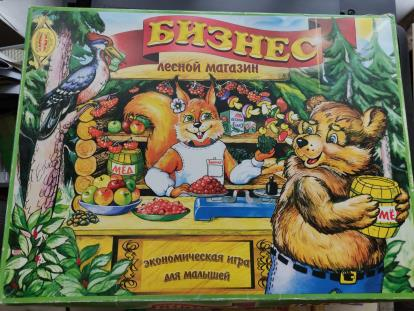 БИЗНЕС
ЛЕСНОЙ МАГАЗИН
МЁД
МЁ
ЭКОНОМИЧЕСКАЯ ИГРА
ДЛЯ МАЛЫШЕЙ